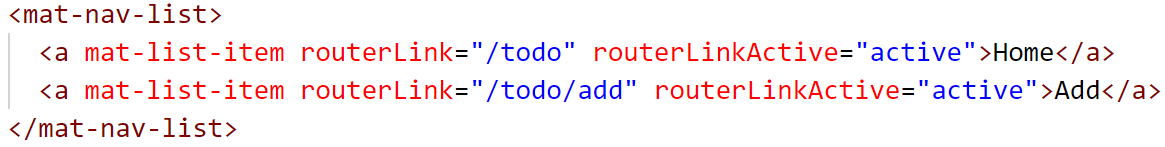 <mat-nav-list>
<a mat-list-item routerLink="/todo" routerLinkActive="active">Home</a>
<a mat-list-item routerLink="/todo/add" routerLinkActive="active">Add</a>
</mat-nav-list>